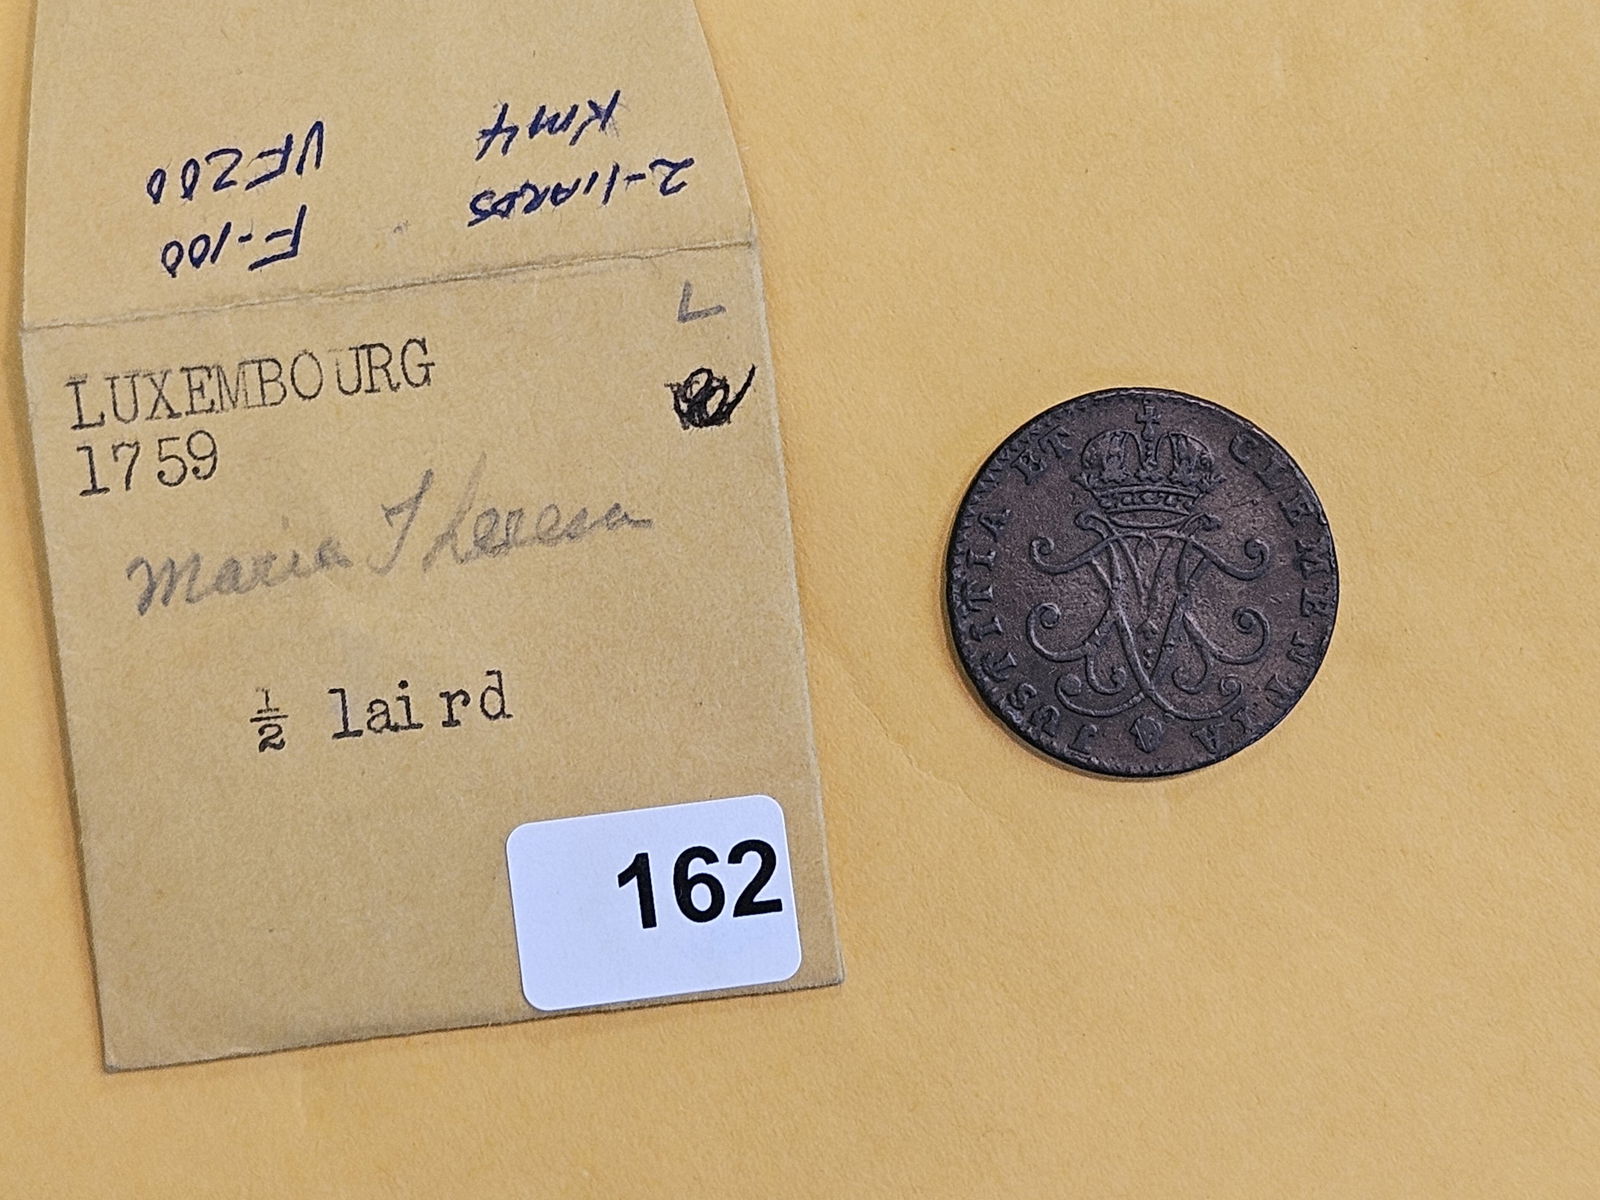 2-LIARDS F-100
KM4 VF200
L
LUXEMBOURG
1759
Maria Theresa
½ laird
162
JUSTITIA ET CLEMENTIA